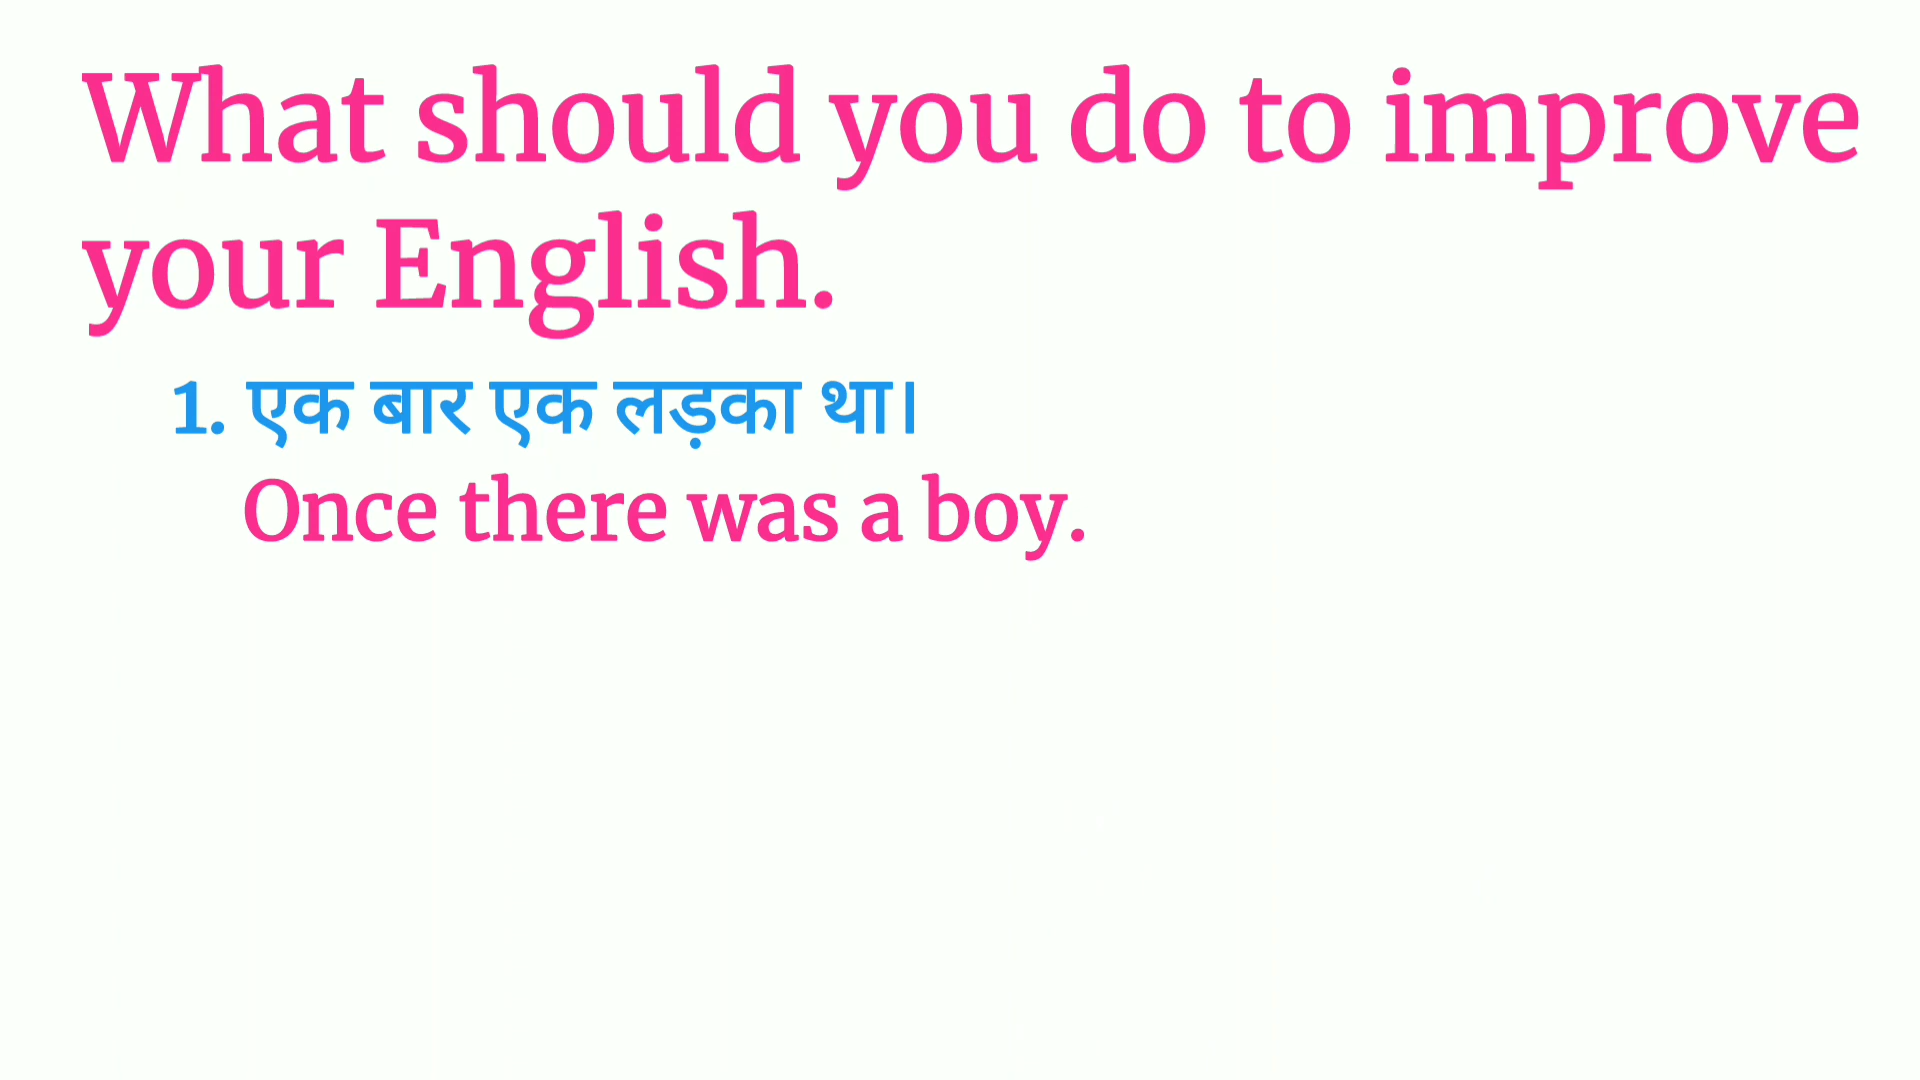 What should you do to improve
your English.
1. एक बार एक लड़का था।
Once there was a boy.